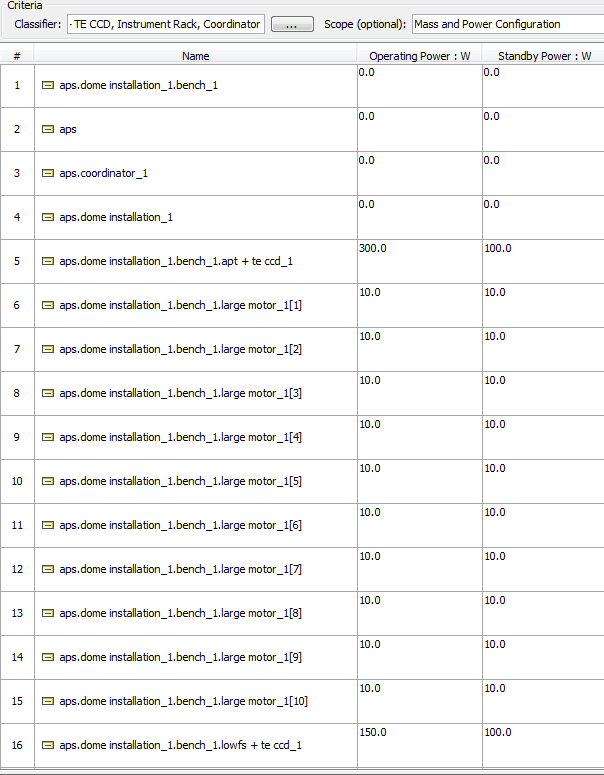 Criteria
Classifier: · TE CCD, Instrument Rack, Coordinator ... Scope (optional): Mass and Power Configuration
# Name Operating Power : W Standby Power : W
1 aps.dome installation_1.bench_1 0.0 0.0
2 aps 0.0 0.0
3 aps.coordinator_1 0.0 0.0
4 aps.dome installation_1 0.0 0.0
5 aps.dome installation_1.bench_1.apt + te ccd_1 300.0 100.0
6 aps.dome installation_1.bench_1.large motor_1[1] 10.0 10.0
7 aps.dome installation_1.bench_1.large motor_1[2] 10.0 10.0
8 aps.dome installation_1.bench_1.large motor_1[3] 10.0 10.0
9 aps.dome installation_1.bench_1.large motor_1[4] 10.0 10.0
10 aps.dome installation_1.bench_1.large motor_1[5] 10.0 10.0
11 aps.dome installation_1.bench_1.large motor_1[6] 10.0 10.0
12 aps.dome installation_1.bench_1.large motor_1[7] 10.0 10.0
13 aps.dome installation_1.bench_1.large motor_1[8] 10.0 10.0
14 aps.dome installation_1.bench_1.large motor_1[9] 10.0 10.0
15 aps.dome installation_1.bench_1.large motor_1[10] 10.0 10.0
16 aps.dome installation_1.bench_1.lowfs + te ccd_1 150.0 100.0